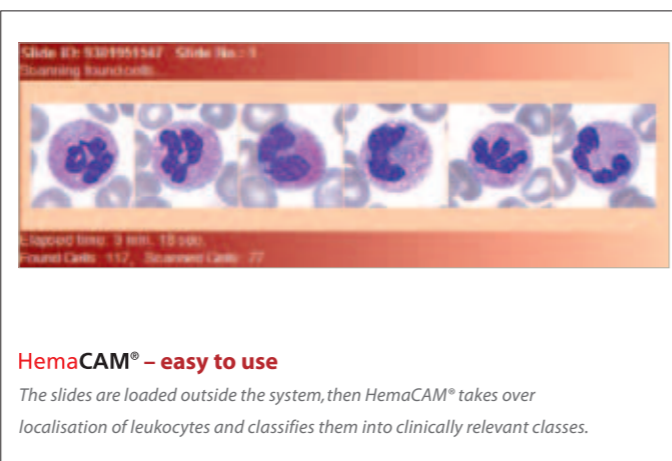 Slide ID: 9301951547 Slide No.: 1
Scanning found cells...
Elapsed time: 3 min. 18 sec.
Found Cells: 117, Scanned Cells: 77
HemaCAM® – easy to use
The slides are loaded outside the system, then HemaCAM® takes over
localisation of leukocytes and classifies them into clinically relevant classes.